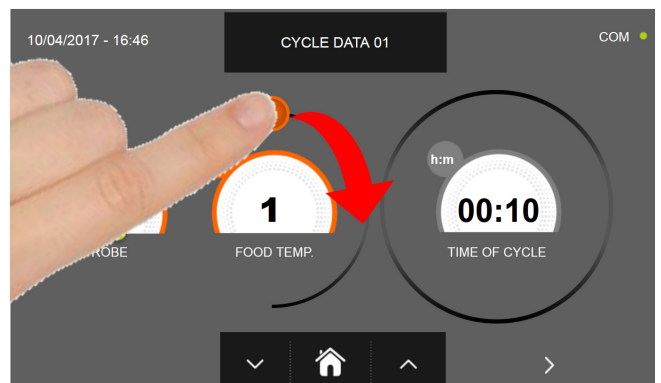 10/04/2017 - 16:46
CYCLE DATA 01
COM
h:m
1
00:10
FOOD TEMP.
TIME OF CYCLE